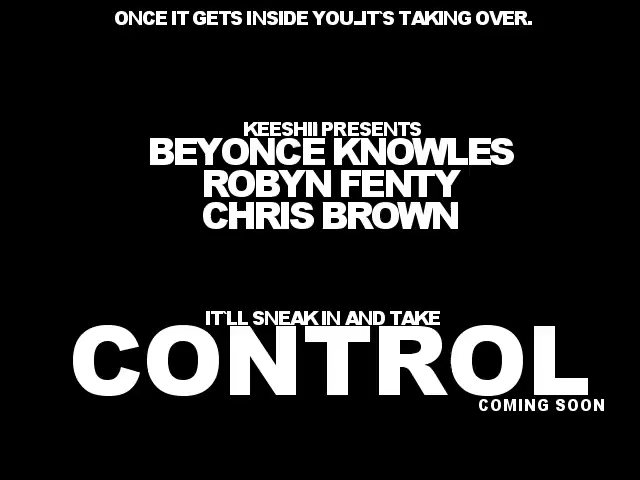 ONCE IT GETS INSIDE YOU...IT`S TAKING OVER.
KEESHII PRESENTS
BEYONCE KNOWLES
ROBYN FENTY
CHRIS BROWN
IT`LL SNEAK IN AND TAKE
CONTROL
COMING SOON